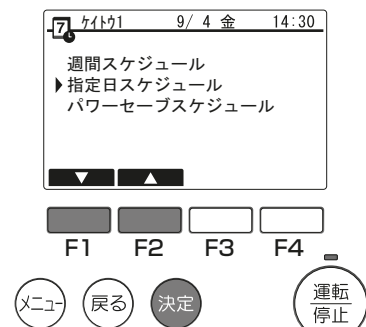 7 ケイトウ1 9/ 4 金 14:30
週間スケジュール
▶指定日スケジュール
パワーセーブスケジュール
▼ ▲
F1 F2 F3 F4
メニュー 戻る 決定 運転
停止